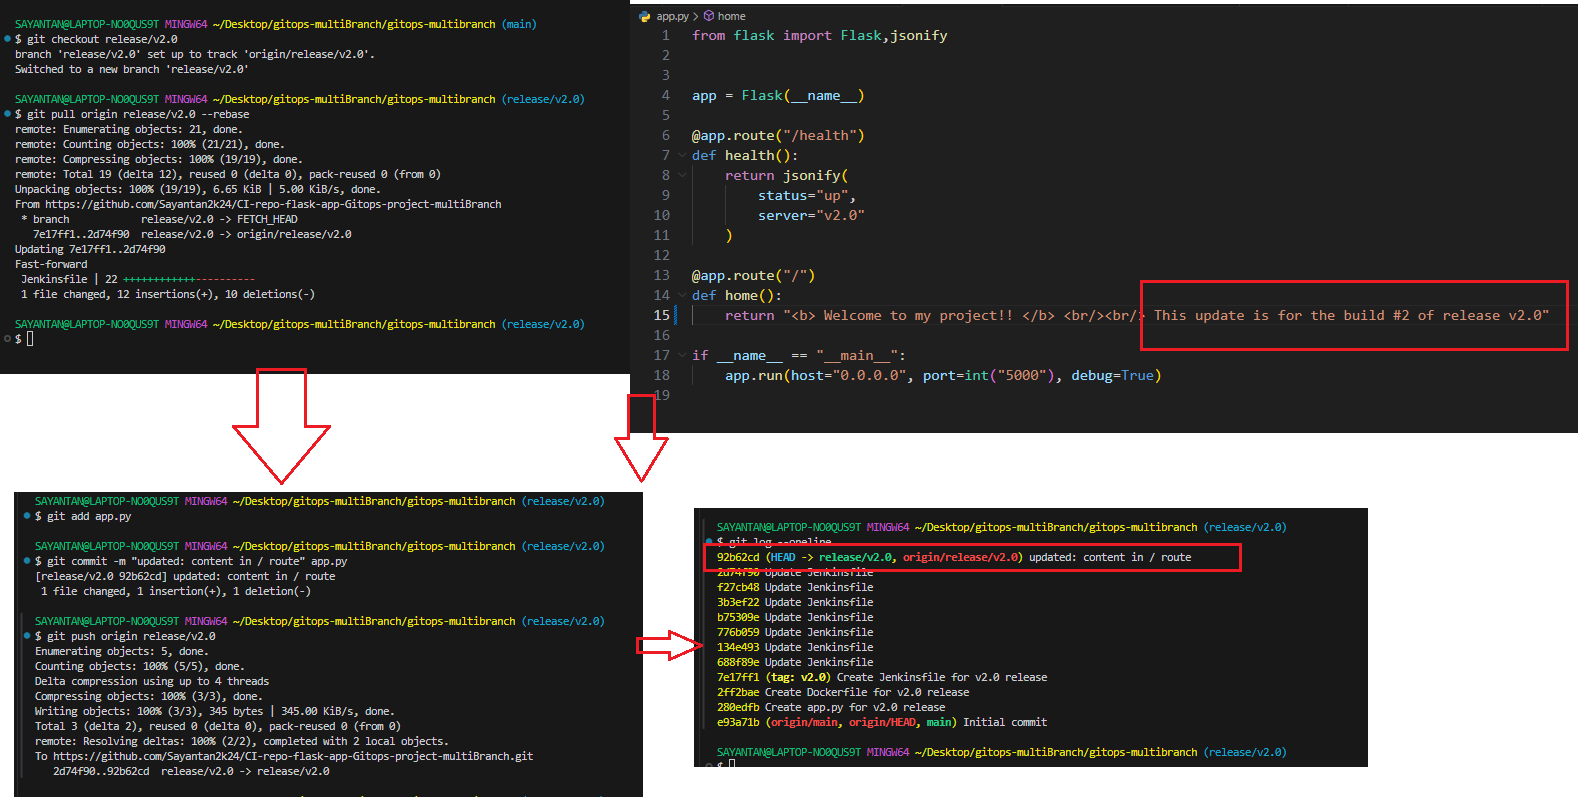 SAYANTAN@LAPTOP-NO0QUS9T MINGW64 ~/Desktop/gitops-multiBranch/gitops-multibranch (main)
$ git checkout release/v2.0
branch 'release/v2.0' set up to track 'origin/release/v2.0'.
Switched to a new branch 'release/v2.0'
SAYANTAN@LAPTOP-NO0QUS9T MINGW64 ~/Desktop/gitops-multiBranch/gitops-multibranch (release/v2.0)
$ git pull origin release/v2.0 --rebase
remote: Enumerating objects: 21, done.
remote: Counting objects: 100% (21/21), done.
remote: Compressing objects: 100% (19/19), done.
remote: Total 19 (delta 12), reused 0 (delta 0), pack-reused 0 (from 0)
Unpacking objects: 100% (19/19), 6.65 KiB | 5.00 KiB/s, done.
From https://github.com/Sayantan2k24/CI-repo-flask-app-Gitops-project-multiBranch
* branch release/v2.0 -> FETCH_HEAD
7e17ff1..2d74f90 release/v2.0 -> origin/release/v2.0
Updating 7e17ff1..2d74f90
Fast-forward
Jenkinsfile | 22 ++++++++++++----------
1 file changed, 12 insertions(+), 10 deletions(-)
SAYANTAN@LAPTOP-NO0QUS9T MINGW64 ~/Desktop/gitops-multiBranch/gitops-multibranch (release/v2.0)
$
app.py > home
1 from flask import Flask,jsonify
2
3
4 app = Flask(__name__)
5
6 @app.route("/health")
7 def health():
8 return jsonify(
9 status="up",
10 server="v2.0"
11 )
12
13 @app.route("/")
14 def home():
15 return "<b> Welcome to my project!! </b> <br/><br/> This update is for the build #2 of release v2.0"
16
17 if __name__ == "__main__":
18 app.run(host="0.0.0.0", port=int("5000"), debug=True)
19
SAYANTAN@LAPTOP-NO0QUS9T MINGW64 ~/Desktop/gitops-multiBranch/gitops-multibranch (release/v2.0)
$ git add app.py
SAYANTAN@LAPTOP-NO0QUS9T MINGW64 ~/Desktop/gitops-multiBranch/gitops-multibranch (release/v2.0)
$ git commit -m "updated: content in / route" app.py
[release/v2.0 92b62cd] updated: content in / route
1 file changed, 1 insertion(+), 1 deletion(-)
SAYANTAN@LAPTOP-NO0QUS9T MINGW64 ~/Desktop/gitops-multiBranch/gitops-multibranch (release/v2.0)
$ git push origin release/v2.0
Enumerating objects: 5, done.
Counting objects: 100% (5/5), done.
Delta compression using up to 4 threads
Compressing objects: 100% (3/3), done.
Writing objects: 100% (3/3), 345 bytes | 345.00 KiB/s, done.
Total 3 (delta 2), reused 0 (delta 0), pack-reused 0 (from 0)
remote: Resolving deltas: 100% (2/2), completed with 2 local objects.
To https://github.com/Sayantan2k24/CI-repo-flask-app-Gitops-project-multiBranch.git
2d74f90..92b62cd release/v2.0 -> release/v2.0
SAYANTAN@LAPTOP-NO0QUS9T MINGW64 ~/Desktop/gitops-multiBranch/gitops-multibranch (release/v2.0)
$ git log --oneline
92b62cd (HEAD -> release/v2.0, origin/release/v2.0) updated: content in / route
2d74f90 Update Jenkinsfile
f27cb48 Update Jenkinsfile
3b3ef22 Update Jenkinsfile
b75309e Update Jenkinsfile
776b059 Update Jenkinsfile
134e493 Update Jenkinsfile
688f89e Update Jenkinsfile
7e17ff1 (tag: v2.0) Create Jenkinsfile for v2.0 release
2ff2bae Create Dockerfile for v2.0 release
280edfb Create app.py for v2.0 release
e93a71b (origin/main, origin/HEAD, main) Initial commit
SAYANTAN@LAPTOP-NO0QUS9T MINGW64 ~/Desktop/gitops-multiBranch/gitops-multibranch (release/v2.0)
$